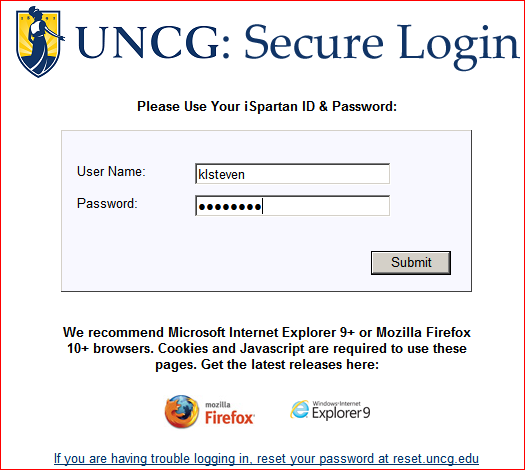 UNCG: Secure Login
Please Use Your iSpartan ID & Password:
User Name: klsteven
Password: ●●●●●●●●
Submit
We recommend Microsoft Internet Explorer 9+ or Mozilla Firefox
10+ browsers. Cookies and Javascript are required to use these
pages. Get the latest releases here:
mozilla
Firefox
Windows Internet
Explorer 9
If you are having trouble logging in, reset your password at reset.uncg.edu